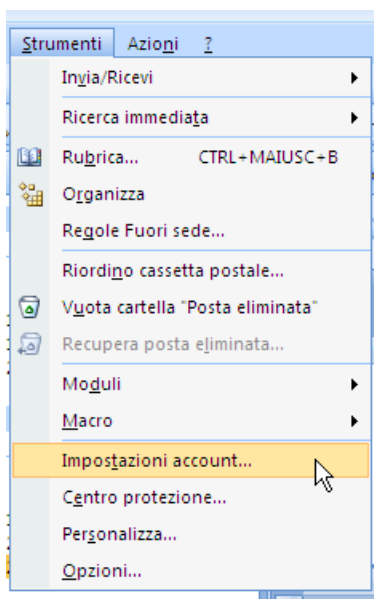 Strumenti Azioni ?
Invia/Ricevi
Ricerca immediata
Rubrica... CTRL+MAIUSC+B
Organizza
Regole Fuori sede...
Riordino cassetta postale...
Vuota cartella "Posta eliminata"
Recupera posta eliminata...
Moduli
Macro
Impostazioni account...
Centro protezione...
Personalizza...
Opzioni...